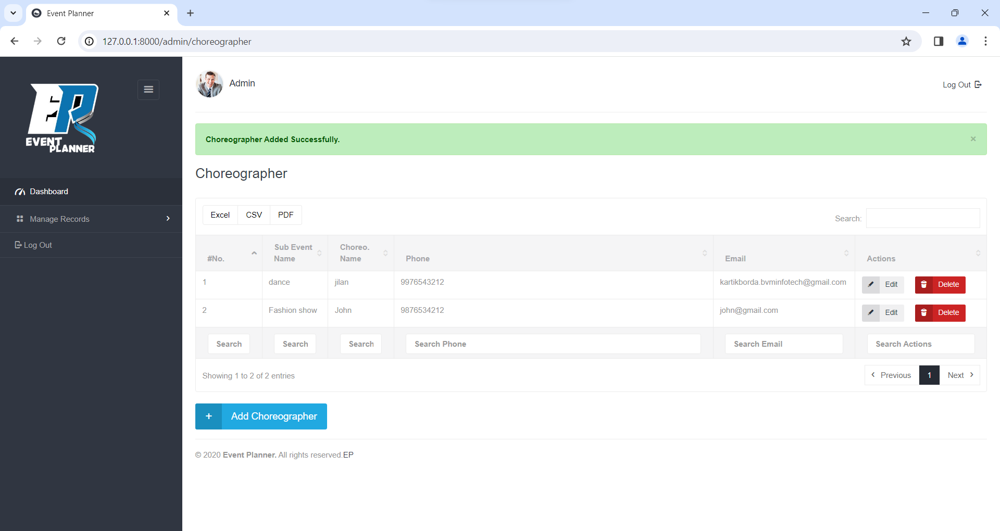 Event Planner
127.0.0.1:8000/admin/choreographer
EVENT
PLANNER
Admin
Log Out
Choreographer Added Successfully.
×
Choreographer
Dashboard
Manage Records
Log Out
Excel CSV PDF
Search:
#No. Sub Event Name Choreo. Name Phone Email Actions
1 dance jilan 9976543212 kartikborda.bvminfotech@gmail.com Edit Delete
2 Fashion show John 9876534212 john@gmail.com Edit Delete
Search Search Search Search Phone Search Email Search Actions
Showing 1 to 2 of 2 entries
Previous 1 Next
+ Add Choreographer
© 2020 Event Planner. All rights reserved.EP